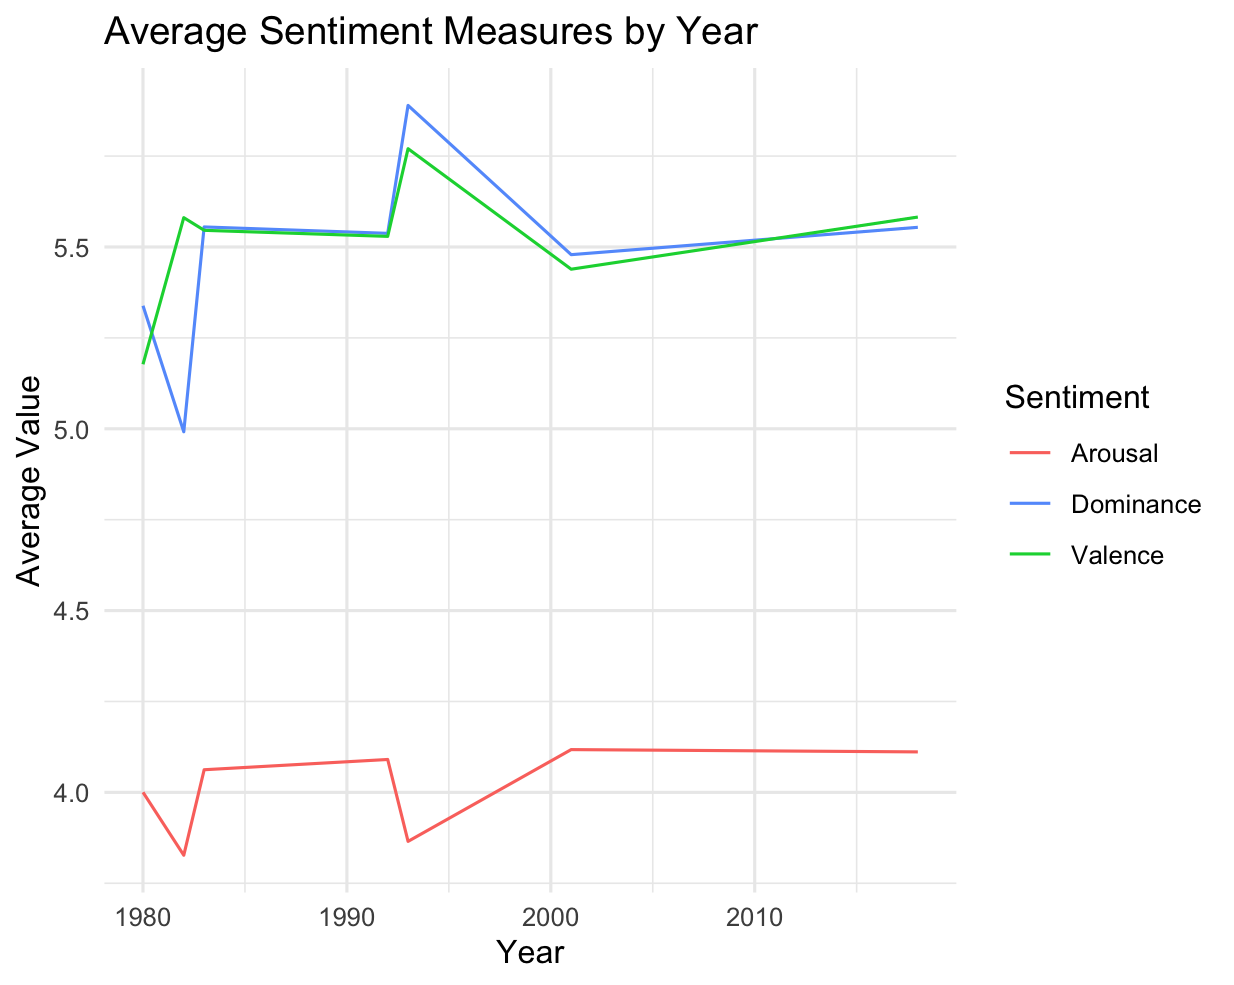 Average Sentiment Measures by Year
Average Value
5.5
5.0
4.5
4.0
1980 1990 2000 2010
Year
Sentiment
Arousal
Dominance
Valence